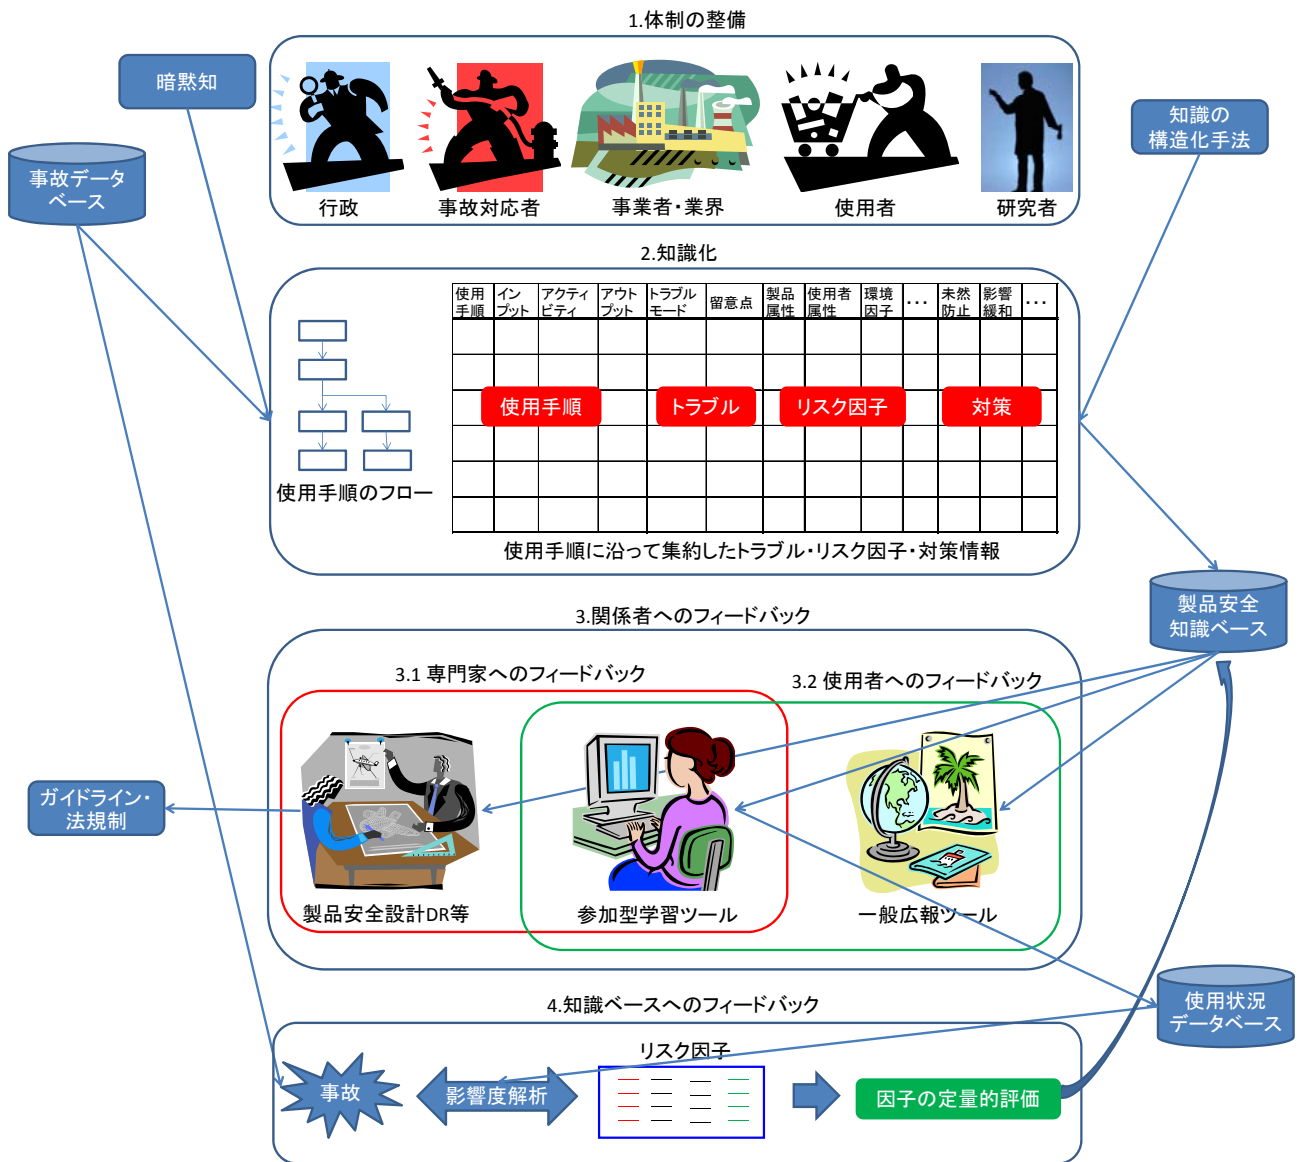 1.体制の整備
暗黙知
事故データ
ベース
知識の
構造化手法
行政
事故対応者
事業者・業界
使用者
研究者
2.知識化
使用
手順
イン
プット
アクティ
ビティ
アウト
プット
トラブル
モード
留意点
製品
属性
使用者
属性
環境
因子
・・・
未然
防止
影響
緩和
・・・
使用手順
トラブル
リスク因子
対策
使用手順のフロー
使用手順に沿って集約したトラブル・リスク因子・対策情報
製品安全
知識ベース
3.関係者へのフィードバック
3.1 専門家へのフィードバック
3.2 使用者へのフィードバック
ガイドライン・
法規制
製品安全設計DR等
参加型学習ツール
一般広報ツール
使用状況
データベース
4.知識ベースへのフィードバック
リスク因子
事故
影響度解析
因子の定量的評価